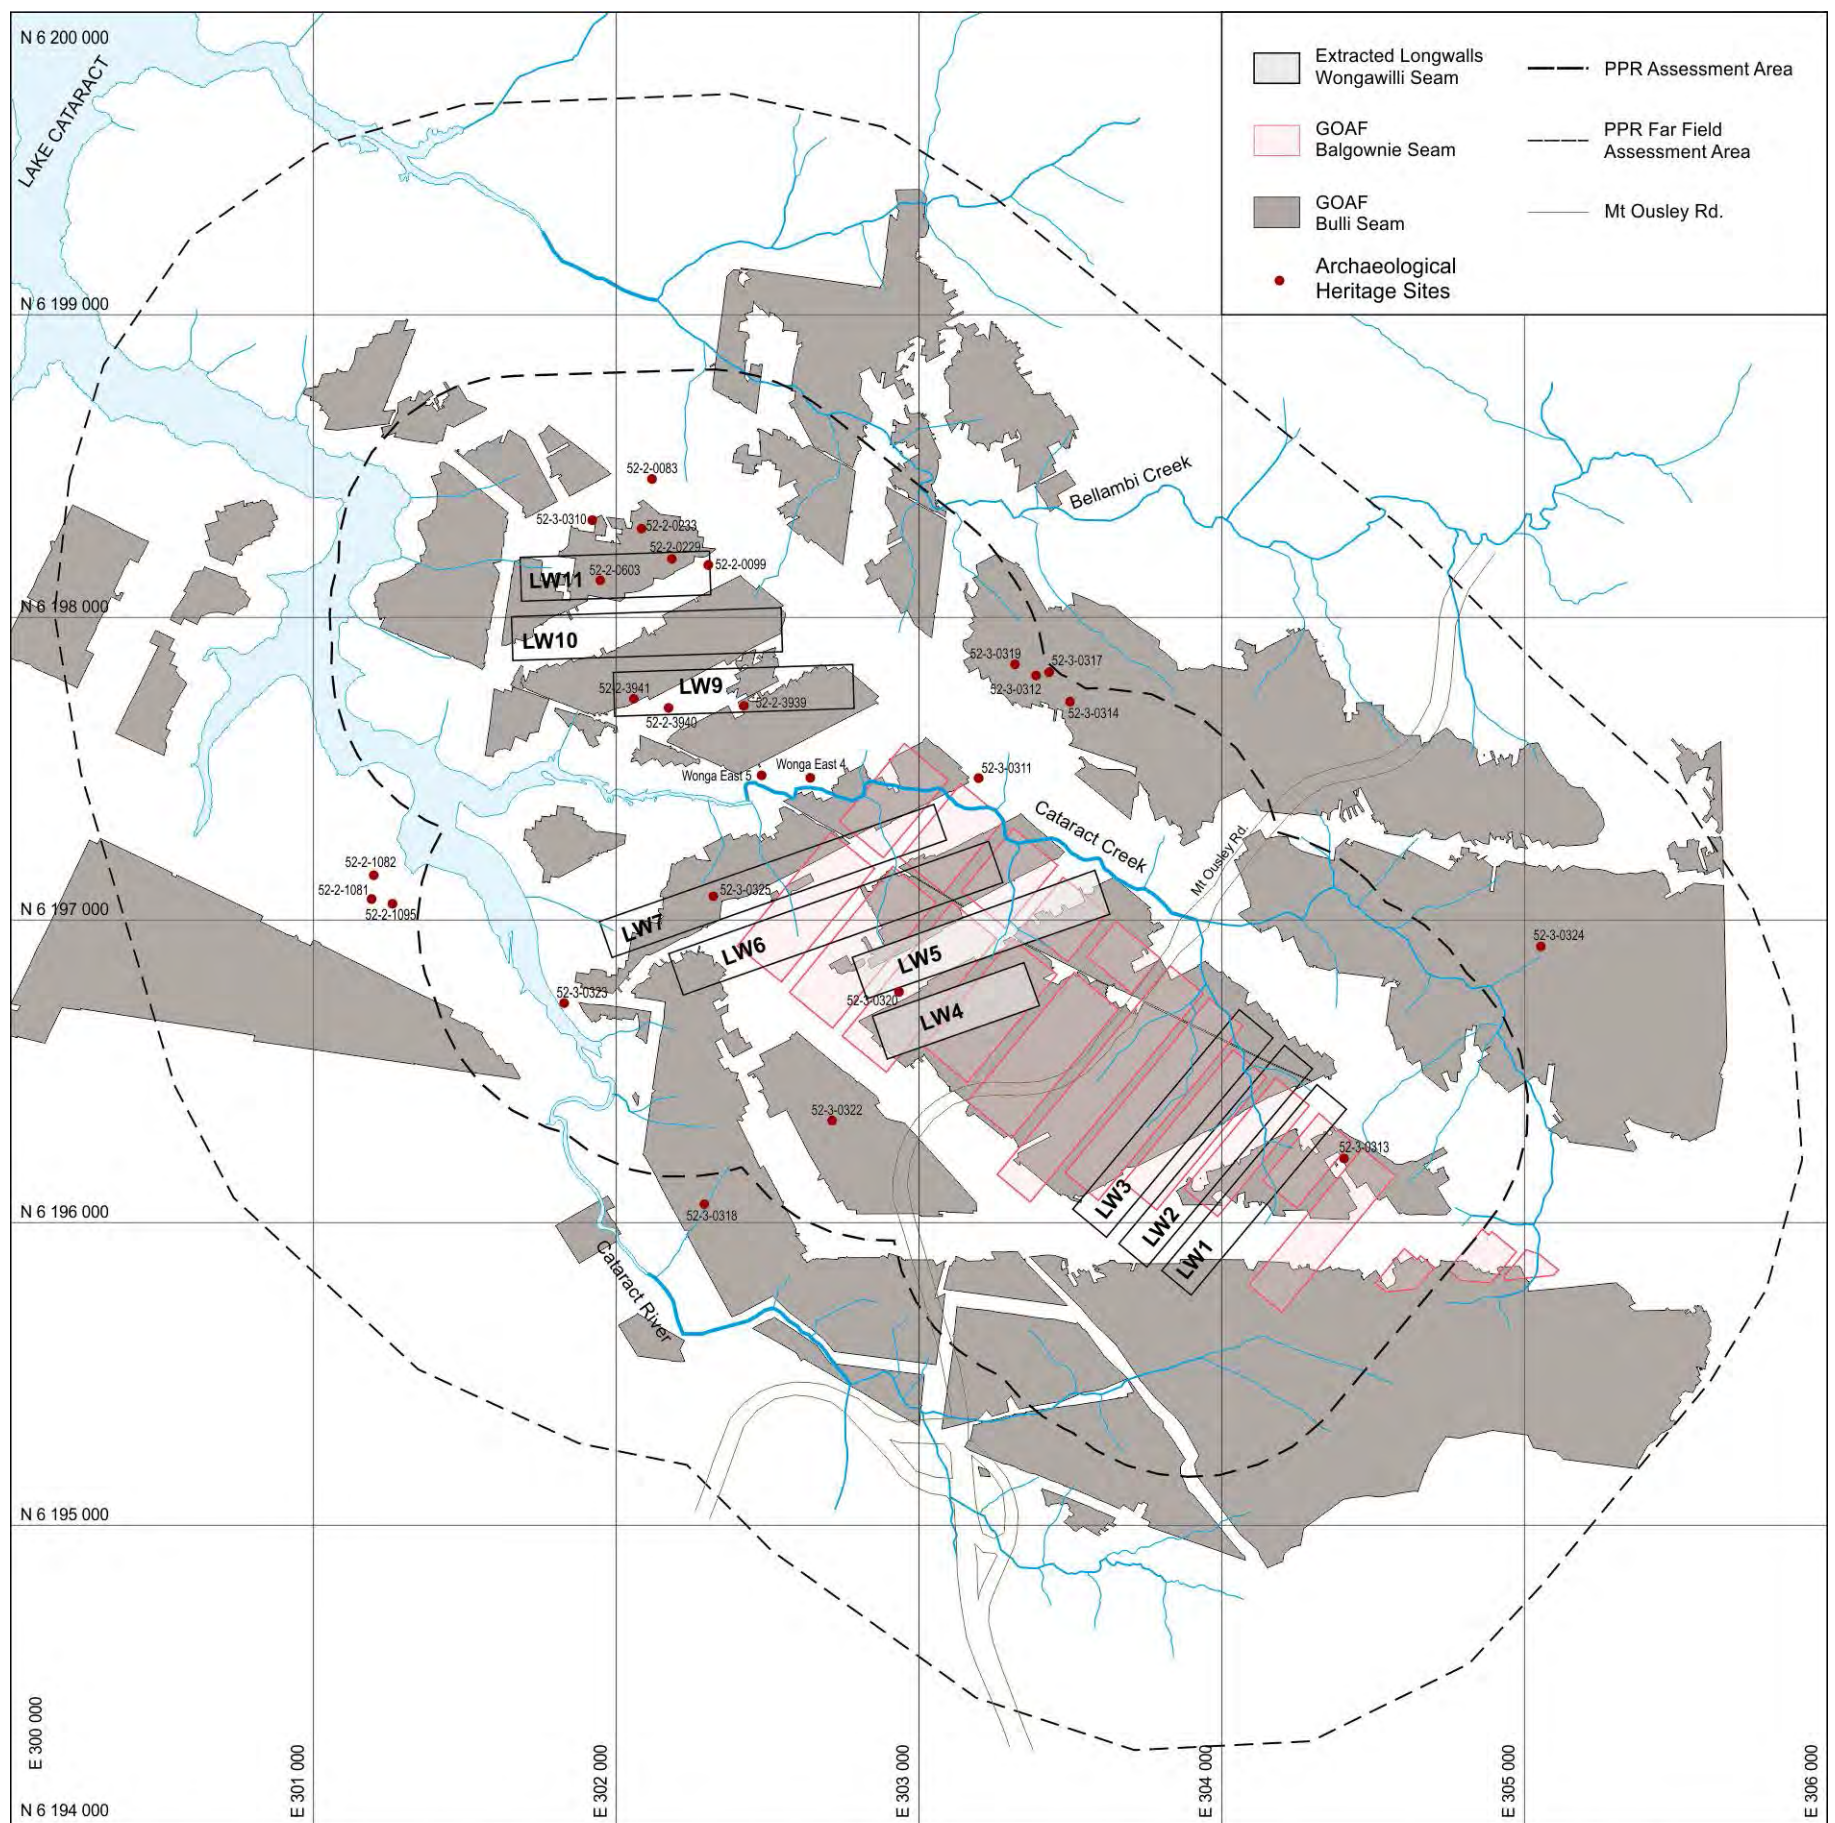 N 6 200 000
LAKE CATARACT
Extracted Longwalls
Wongawilli Seam
PPR Assessment Area
GOAF
Balgownie Seam
PPR Far Field
Assessment Area
GOAF
Bulli Seam
Mt Ousley Rd.
Archaeological
Heritage Sites
N 6 199 000
52-2-0083
Bellambi Creek
52-3-0310
52-2-0233
52-2-0229
52-2-0099
52-2-0603
LW11
N 6 198 000
LW10
52-3-0319
52-3-0317
52-3-0312
52-3-0314
52-2-3941
LW9
52-2-3939
52-2-3940
Wonga East 5
Wonga East 4
52-3-0311
Cataract Creek
Mt Ousley Rd.
52-2-1082
52-2-1081
52-2-1095
52-3-0325
N 6 197 000
LW7
LW6
LW5
52-3-0324
52-3-0323
52-3-0320
LW4
52-3-0322
52-3-0313
LW3
LW2
LW1
N 6 196 000
52-3-0318
Cataract River
N 6 195 000
E 300 000
E 301 000
E 302 000
E 303 000
E 304 000
E 305 000
E 306 000
N 6 194 000